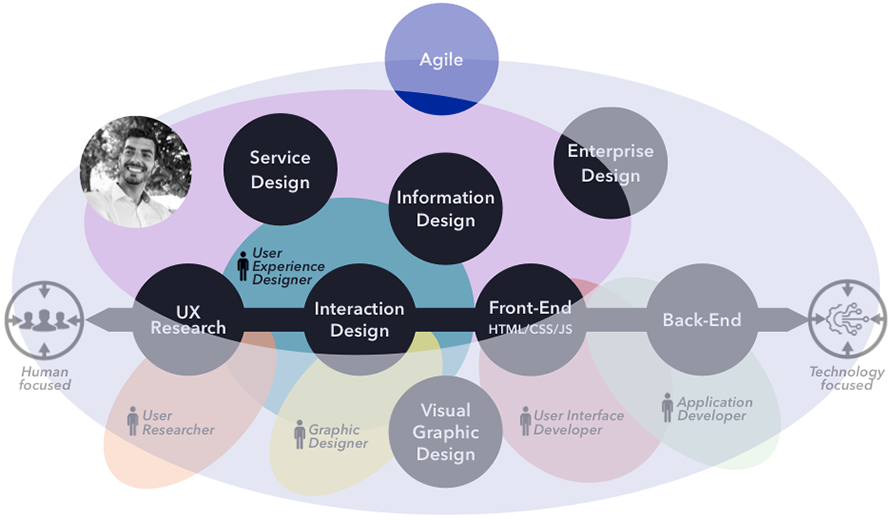 Agile
Service
Design
Enterprise
Design
Information
Design
User
Experience
Designer
UX
Research
Interaction
Design
Front-End
HTML/CSS/JS
Back-End
Human
focused
Technology
focused
User
Researcher
Graphic
Designer
Visual
Graphic
Design
User Interface
Developer
Application
Developer